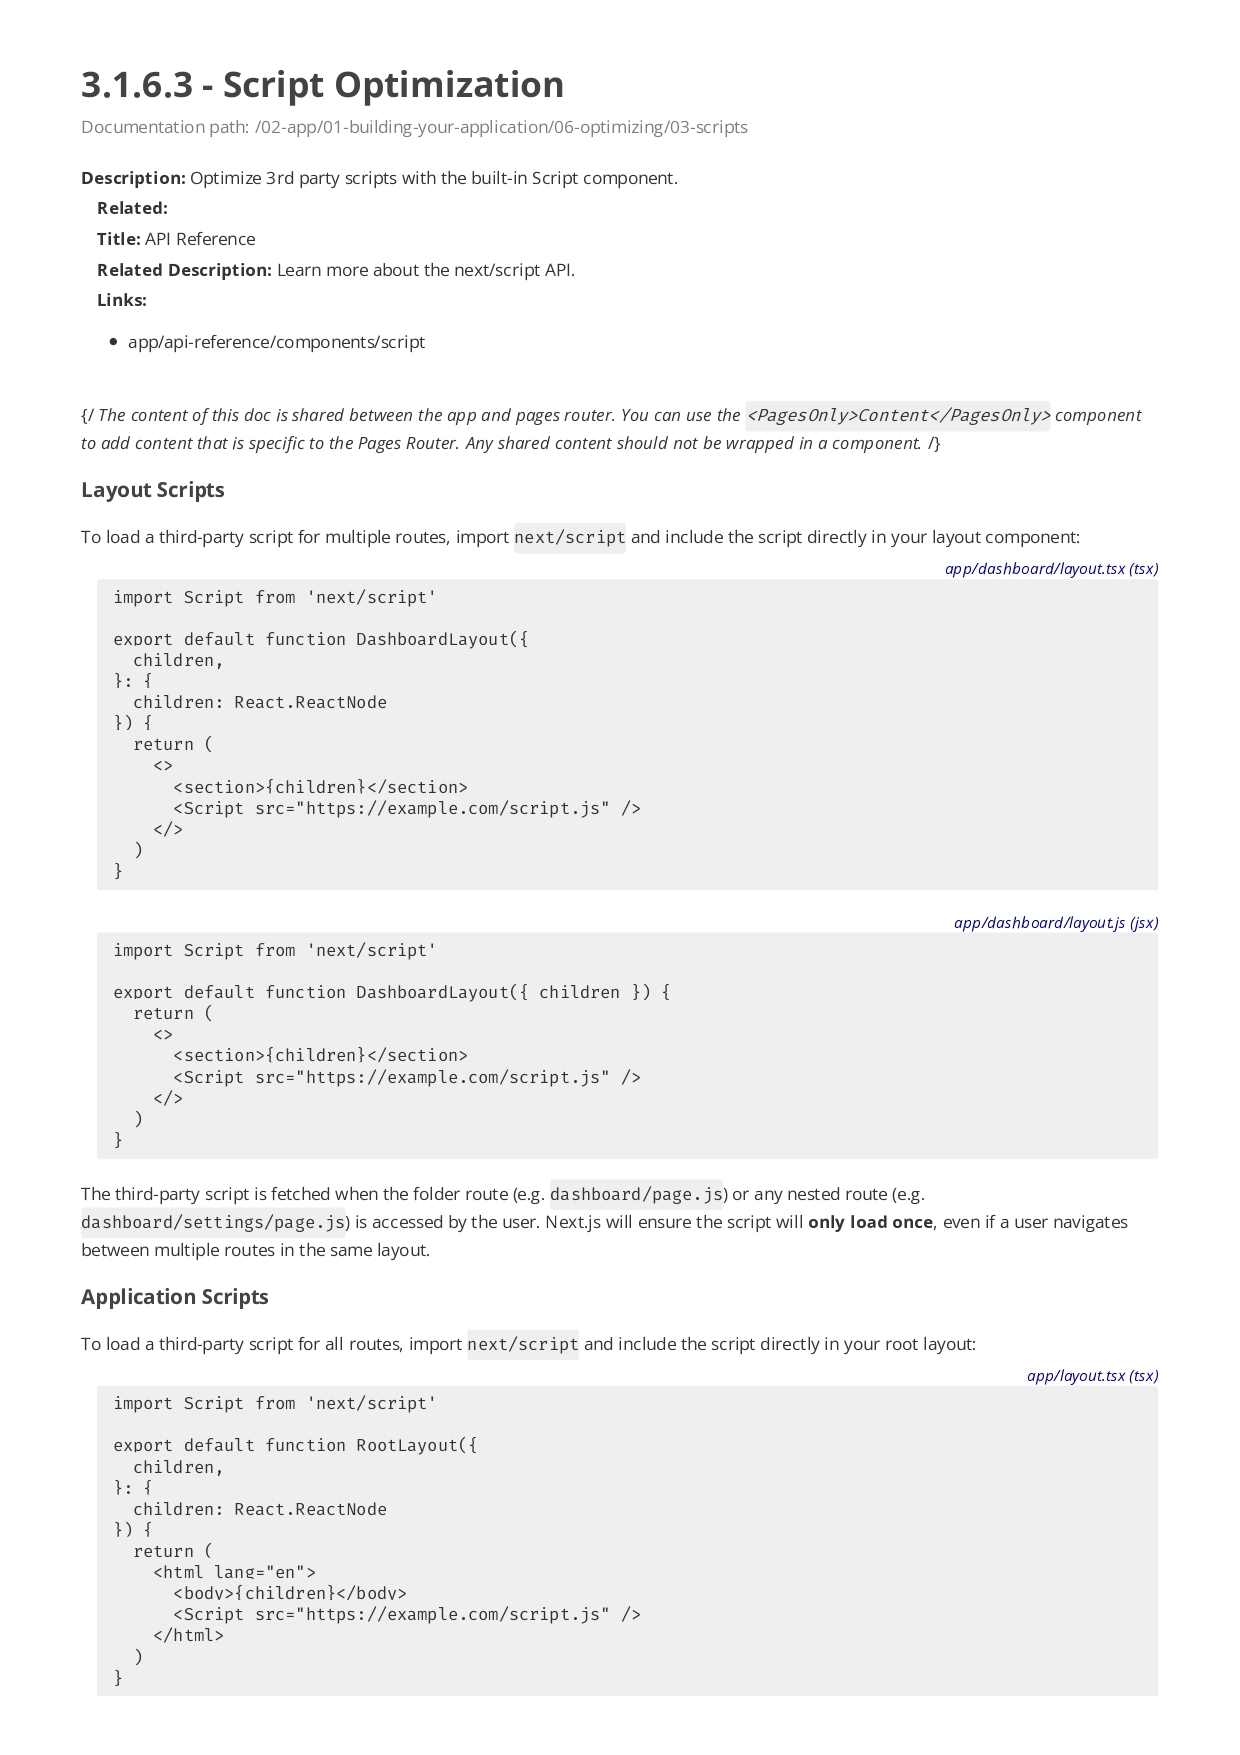 3.1.6.3 - Script Optimization
Documentation path: /02-app/01-building-your-application/06-optimizing/03-scripts
Description: Optimize 3rd party scripts with the built-in Script component.
Related:
Title: API Reference
Related Description: Learn more about the next/script API.
Links:
• app/api-reference/components/script
{/ The content of this doc is shared between the app and pages router. You can use the <PagesOnly>Content</PagesOnly> component
to add content that is specific to the Pages Router. Any shared content should not be wrapped in a component. /}
Layout Scripts
To load a third-party script for multiple routes, import next/script and include the script directly in your layout component:
app/dashboard/layout.tsx (tsx)
import Script from 'next/script'
export default function DashboardLayout({
  children,
}: {
  children: React.ReactNode
}) {
  return (
    <>
      <section>{children}</section>
      <Script src="https://example.com/script.js" />
    </>
  )
}
app/dashboard/layout.js (jsx)
import Script from 'next/script'
export default function DashboardLayout({ children }) {
  return (
    <>
      <section>{children}</section>
      <Script src="https://example.com/script.js" />
    </>
  )
}
The third-party script is fetched when the folder route (e.g. dashboard/page.js) or any nested route (e.g.
dashboard/settings/page.js) is accessed by the user. Next.js will ensure the script will only load once, even if a user navigates
between multiple routes in the same layout.
Application Scripts
To load a third-party script for all routes, import next/script and include the script directly in your root layout:
app/layout.tsx (tsx)
import Script from 'next/script'
export default function RootLayout({
  children,
}: {
  children: React.ReactNode
}) {
  return (
    <html lang="en">
      <body>{children}</body>
      <Script src="https://example.com/script.js" />
    </html>
  )
}